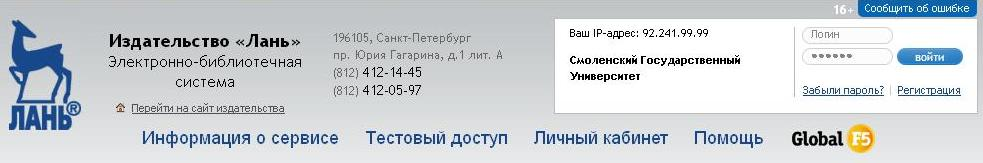 16+ Сообщить об ошибке
ЛАНЬ®
Издательство «Лань»
Электронно-библиотечная
система
Перейти на сайт издательства
196105, Санкт-Петербург
пр. Юрия Гагарина, д.1 лит. А
(812) 412-14-45
(812) 412-05-97
Ваш IP-адрес: 92.241.99.99
Смоленский Государственный
Университет
Логин
••••••
войти
Забыли пароль? | Регистрация
Информация о сервисе Тестовый доступ Личный кабинет Помощь Global F5